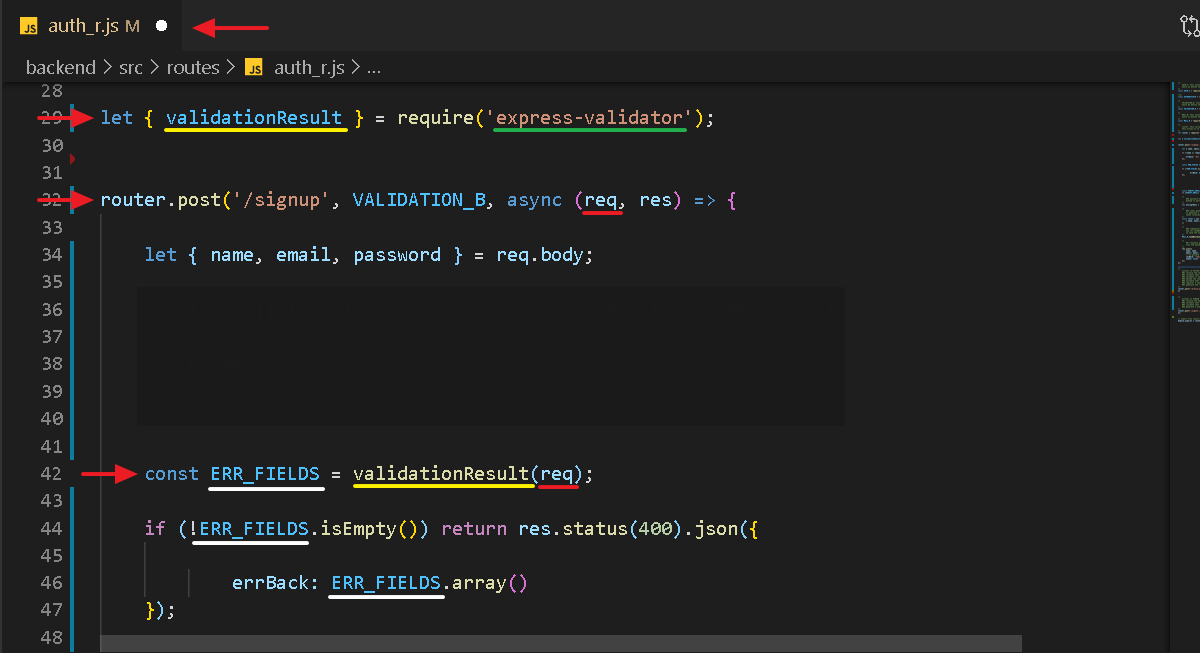 JS auth_r.js M
backend > src > routes > JS auth_r.js > ...
28
29 let { validationResult } = require('express-validator');
30
31
32 router.post('/signup', VALIDATION_B, async (req, res) => {
33
34 let { name, email, password } = req.body;
35
36
37
38
39
40
41
42 const ERR_FIELDS = validationResult(req);
43
44 if (!ERR_FIELDS.isEmpty()) return res.status(400).json({
45
46 errBack: ERR_FIELDS.array()
47 });
48